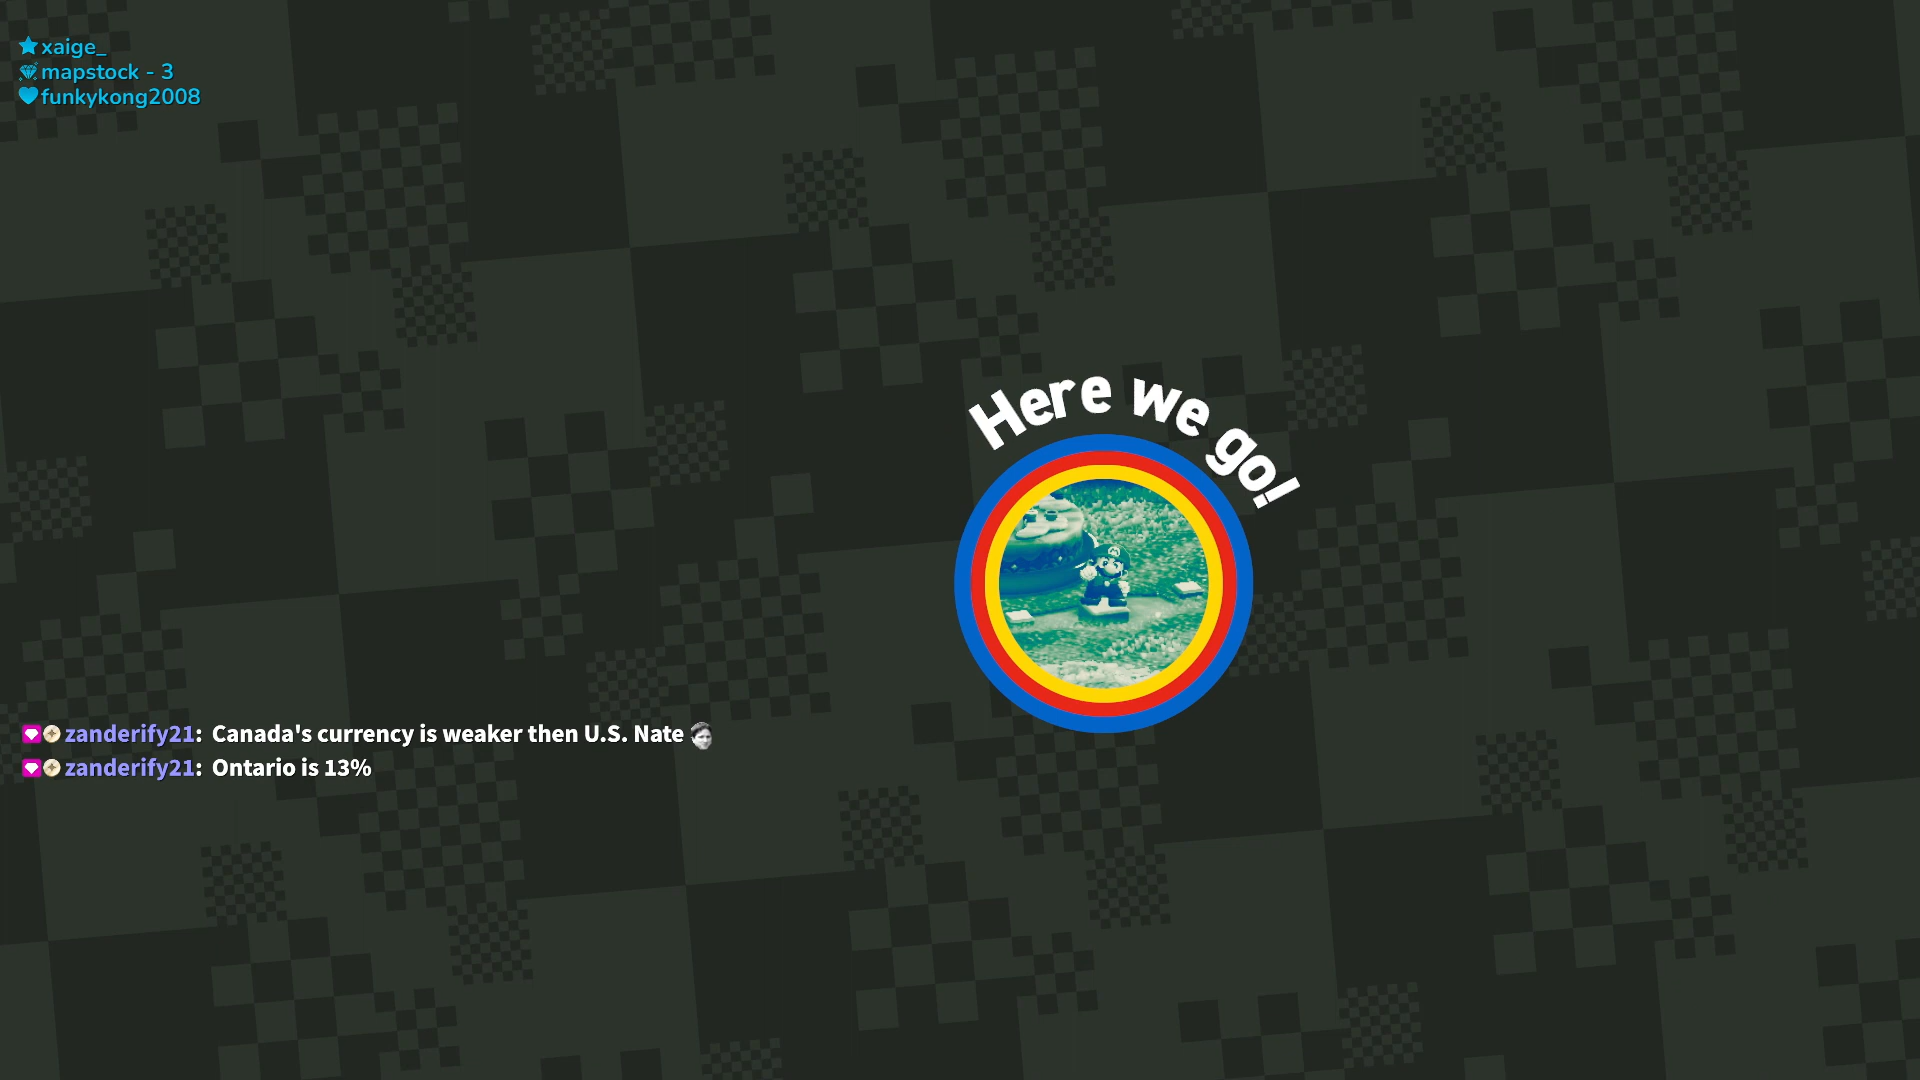 xaige_
mapstock - 3
funkykong2008
Here we go!
zanderify21: Canada's currency is weaker then U.S. Nate
zanderify21: Ontario is 13%